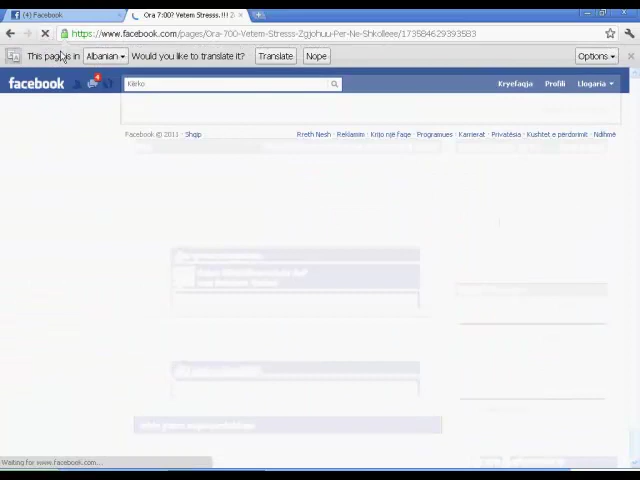 (4) Facebook
Ora 7:00? Vetem Stresss.!!!
https://www.facebook.com/pages/Ora-700-Vetem-Stresss-Zgjohuu-Per-Ne-Shkolleee/173584629393583
This page is in Albanian Would you like to translate it? Translate Nope Options
facebook 4 Kërko Kryefaqja Profili Llogaria
Facebook © 2011 · Shqip Rreth Nesh · Reklamim · Krijo një faqe · Programues · Karrierat · Privatësia · Kushtet e përdorimit · Ndihmë
Waiting for www.facebook.com...